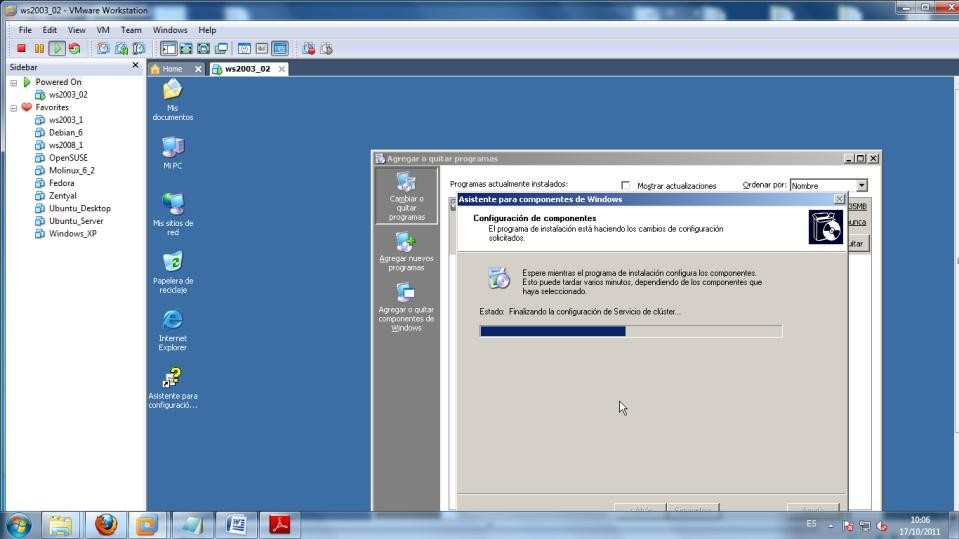 ws2003_02 - VMware Workstation
File Edit View VM Team Windows Help
Sidebar
Home
ws2003_02
Powered On
ws2003_02
Favorites
ws2003_1
Debian_6
ws2008_1
OpenSUSE
Molinux_6_2
Fedora
Zentyal
Ubuntu_Desktop
Ubuntu_Server
Windows_XP
Mis
documentos
Mi PC
Mis sitios de
red
Papelera de
reciclaje
Internet
Explorer
Asistente para
configuració...
Agregar o quitar programas
Cambiar o
quitar
programas
Agregar nuevos
programas
Agregar o quitar
componentes de
Windows
Programas actualmente instalados:
Mostrar actualizaciones
Ordenar por: Nombre
Asistente para componentes de Windows
Configuración de componentes
El programa de instalación está haciendo los cambios de configuración
solicitados.
Espere mientras el programa de instalación configura los componentes.
Esto puede tardar varios minutos, dependiendo de los componentes que
haya seleccionado.
Estado: Finalizando la configuración de Servicio de clúster...
< Atrás Siguiente > Ayuda
ES
10:06
17/10/2011